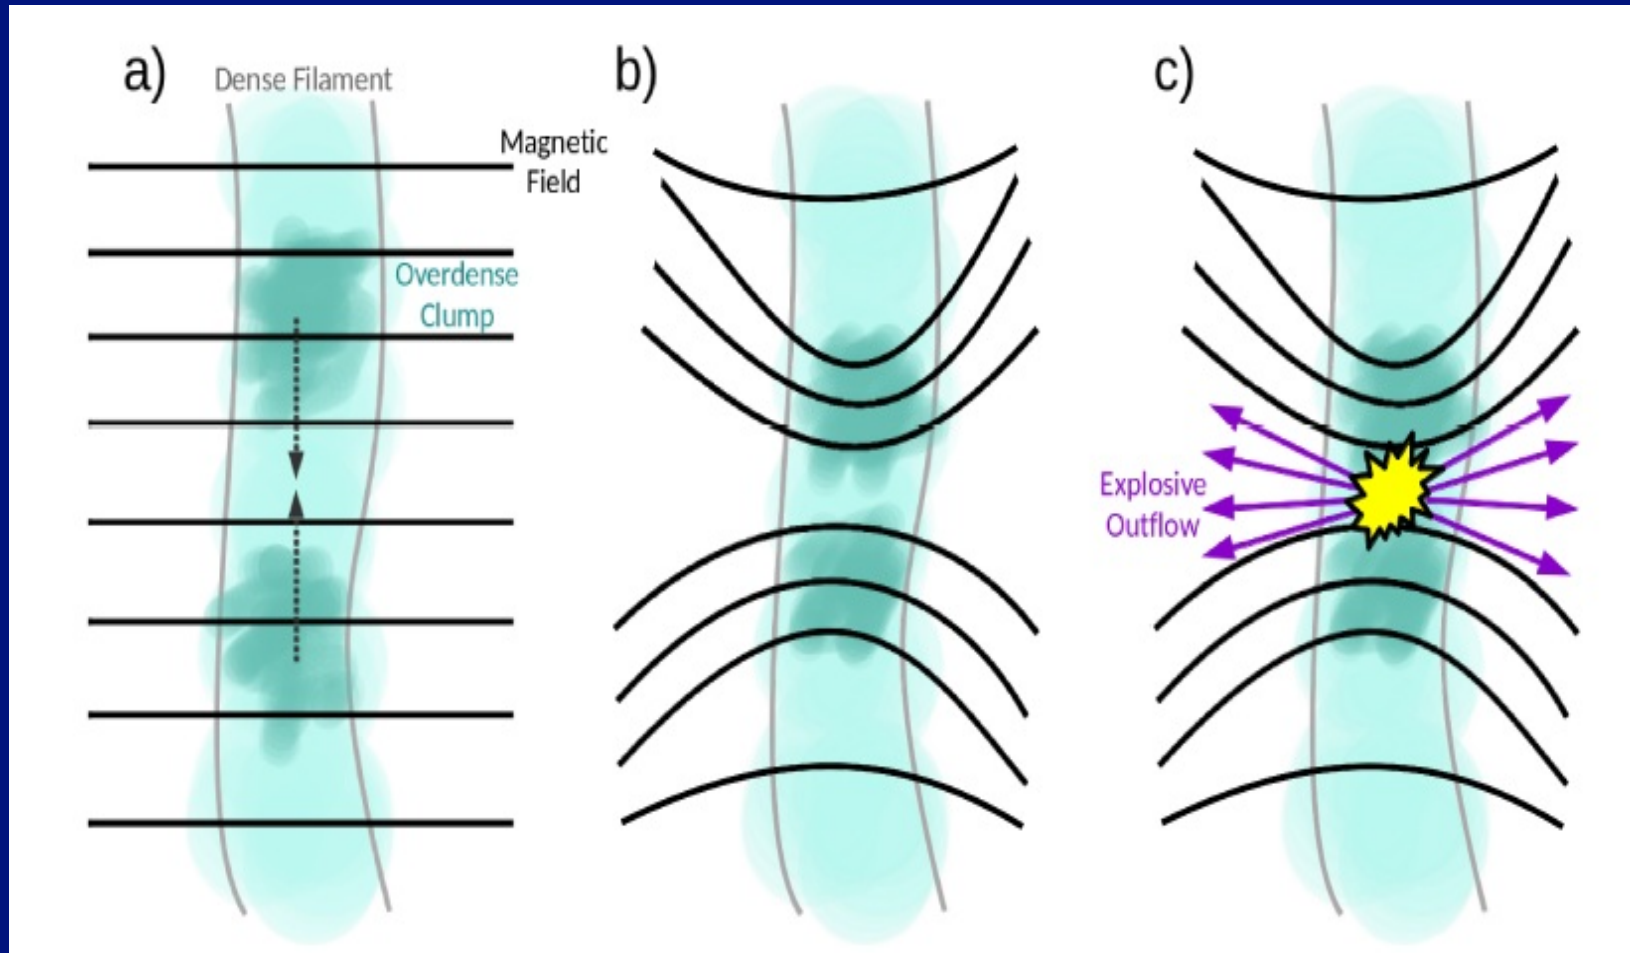 a)
Dense Filament
Magnetic
Field
Overdense
Clump
b)
c)
Explosive
Outflow